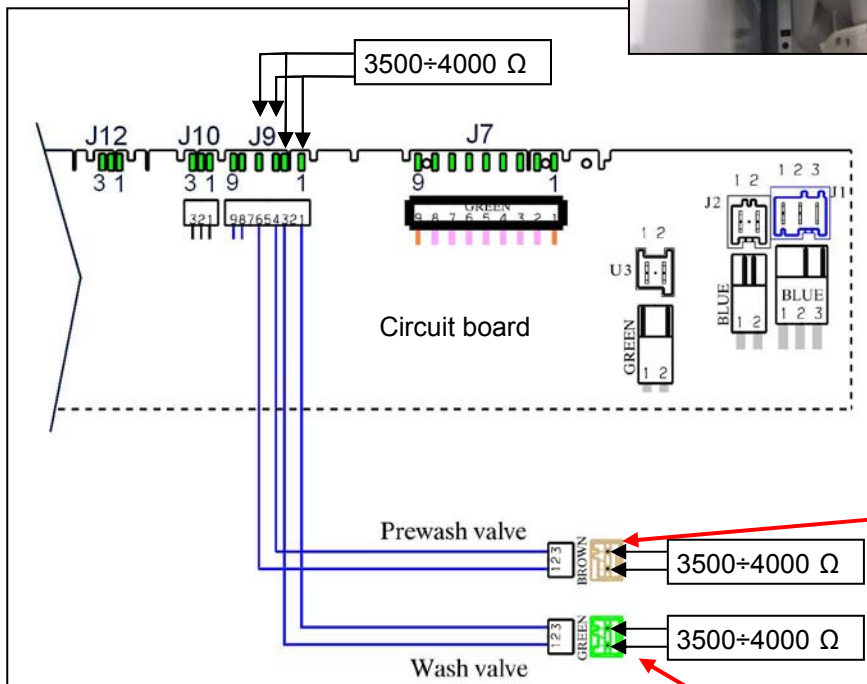 3500÷4000 Ω
J12 J10 J9 J7
3 1 3 1 9 1 9 1
GREEN
321 987654321 9 8 7 6 5 4 3 2 1
1 2 3
1 2 J1
J2
1 2
U3
BLUE BLUE
1 2 1 2 3
GREEN
1 2
Circuit board
Prewash valve
123 BROWN
3500÷4000 Ω
123 GREEN
3500÷4000 Ω
Wash valve